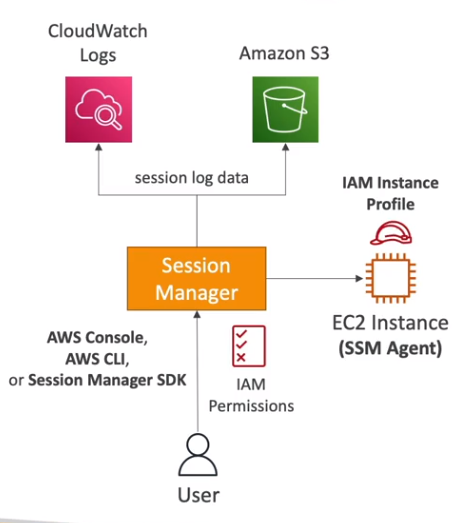 CloudWatch
Logs
Amazon S3
session log data
IAM Instance
Profile
Session
Manager
EC2 Instance
(SSM Agent)
AWS Console,
AWS CLI,
or Session Manager SDK
IAM
Permissions
User